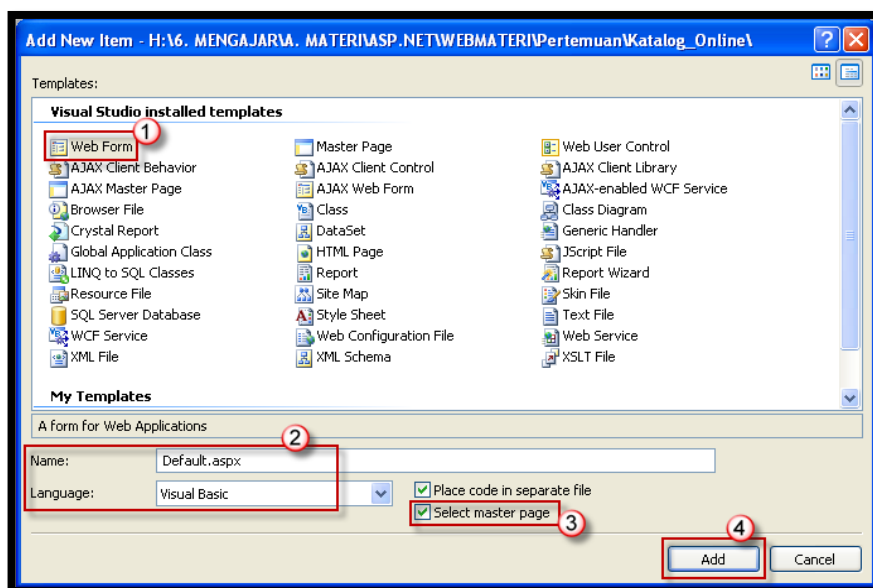 Add New Item - H:\6. MENGAJAR\A. MATERI\ASP.NET\WEBMATERI\Pertemuan\Katalog_Online\
Templates:
Visual Studio installed templates
1
Web Form Master Page Web User Control
AJAX Client Behavior AJAX Client Control AJAX Client Library
AJAX Master Page AJAX Web Form AJAX-enabled WCF Service
Browser File Class Class Diagram
Crystal Report DataSet Generic Handler
Global Application Class HTML Page JScript File
LINQ to SQL Classes Report Report Wizard
Resource File Site Map Skin File
SQL Server Database Style Sheet Text File
WCF Service Web Configuration File Web Service
XML File XML Schema XSLT File
My Templates
A form for Web Applications
2
Name: Default.aspx
Language: Visual Basic Place code in separate file
Select master page
3
4
Add Cancel